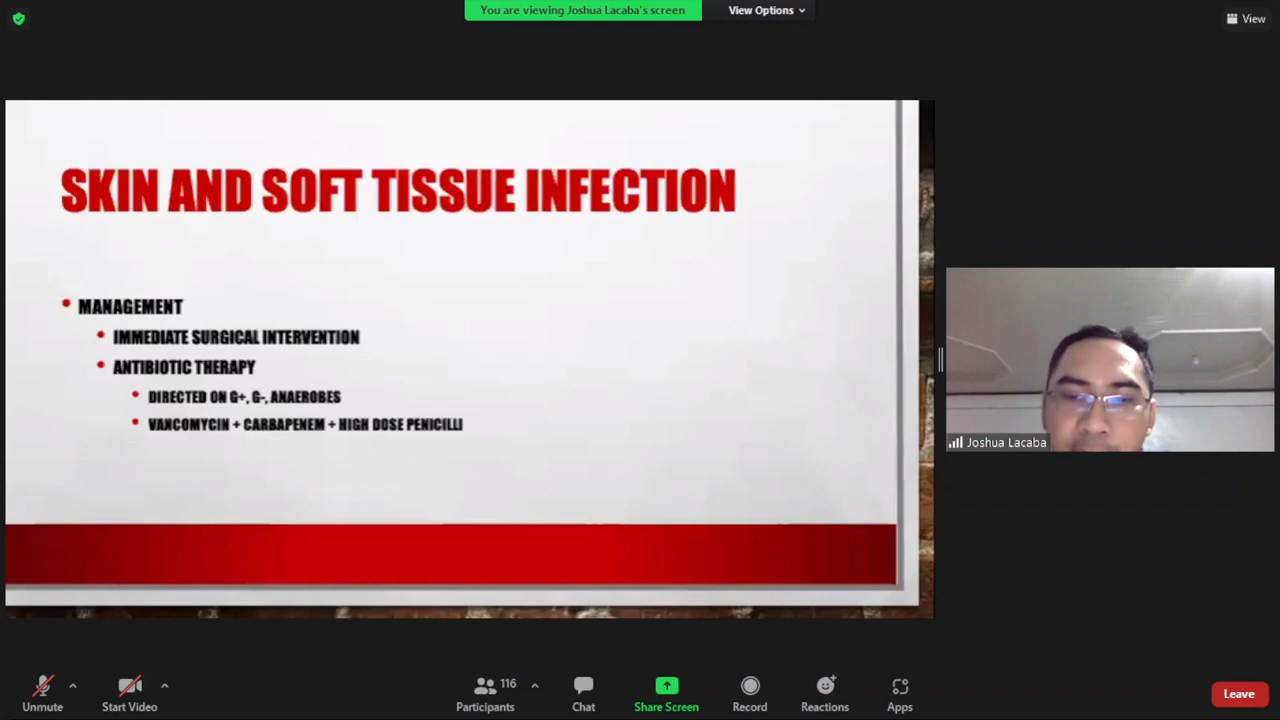 You are viewing Joshua Lacaba's screen
View Options
View
SKIN AND SOFT TISSUE INFECTION
MANAGEMENT
IMMEDIATE SURGICAL INTERVENTION
ANTIBIOTIC THERAPY
DIRECTED ON G+, G-, ANAEROBES
VANCOMYCIN + CARBAPENEM + HIGH DOSE PENICILLI
Joshua Lacaba
Unmute
Start Video
116
Participants
Chat
Share Screen
Record
Reactions
Apps
Leave